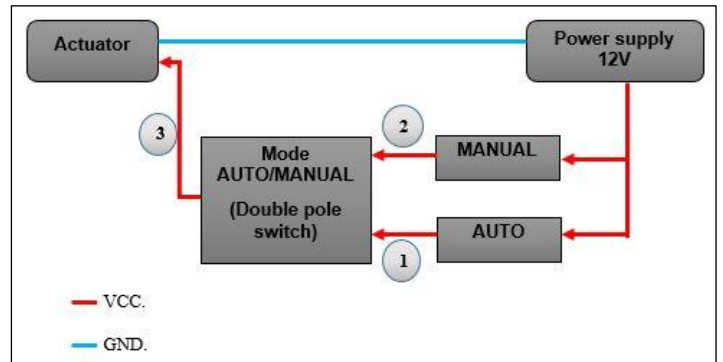 Actuator
Power supply
12V
3
2
Mode
AUTO/MANUAL
(Double pole
switch)
MANUAL
AUTO
1
VCC.
GND.